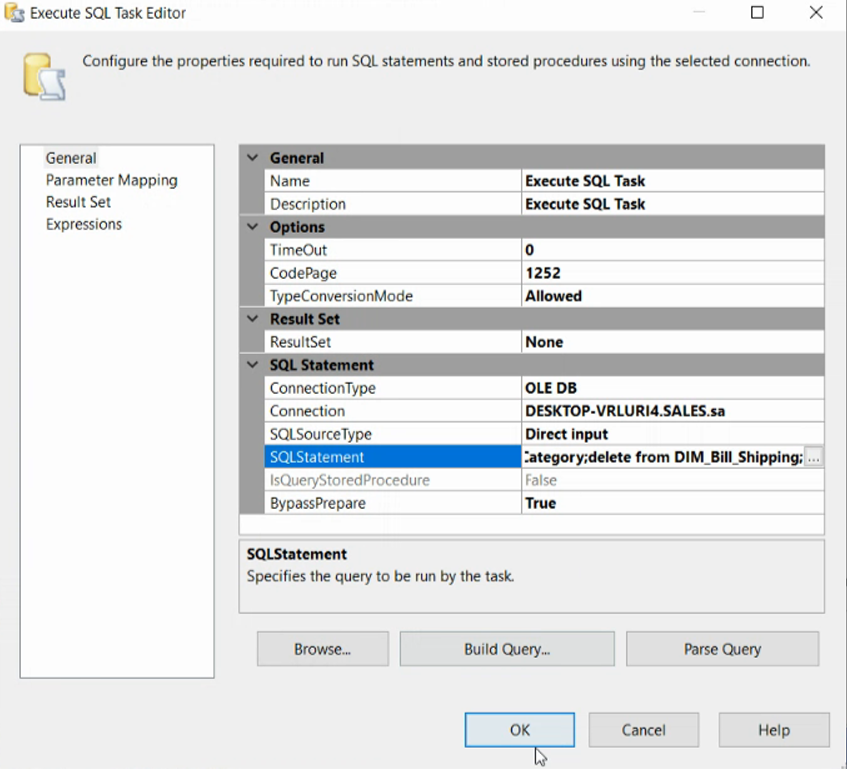 Execute SQL Task Editor
Configure the properties required to run SQL statements and stored procedures using the selected connection.
General
Parameter Mapping
Result Set
Expressions
General
Name Execute SQL Task
Description Execute SQL Task
Options
TimeOut 0
CodePage 1252
TypeConversionMode Allowed
Result Set
ResultSet None
SQL Statement
ConnectionType OLE DB
Connection DESKTOP-VRLURI4.SALES.sa
SQLSourceType Direct input
SQLStatement ategory;delete from DIM_Bill_Shipping; ...
IsQueryStoredProcedure False
BypassPrepare True
SQLStatement
Specifies the query to be run by the task.
Browse... Build Query... Parse Query
OK Cancel Help